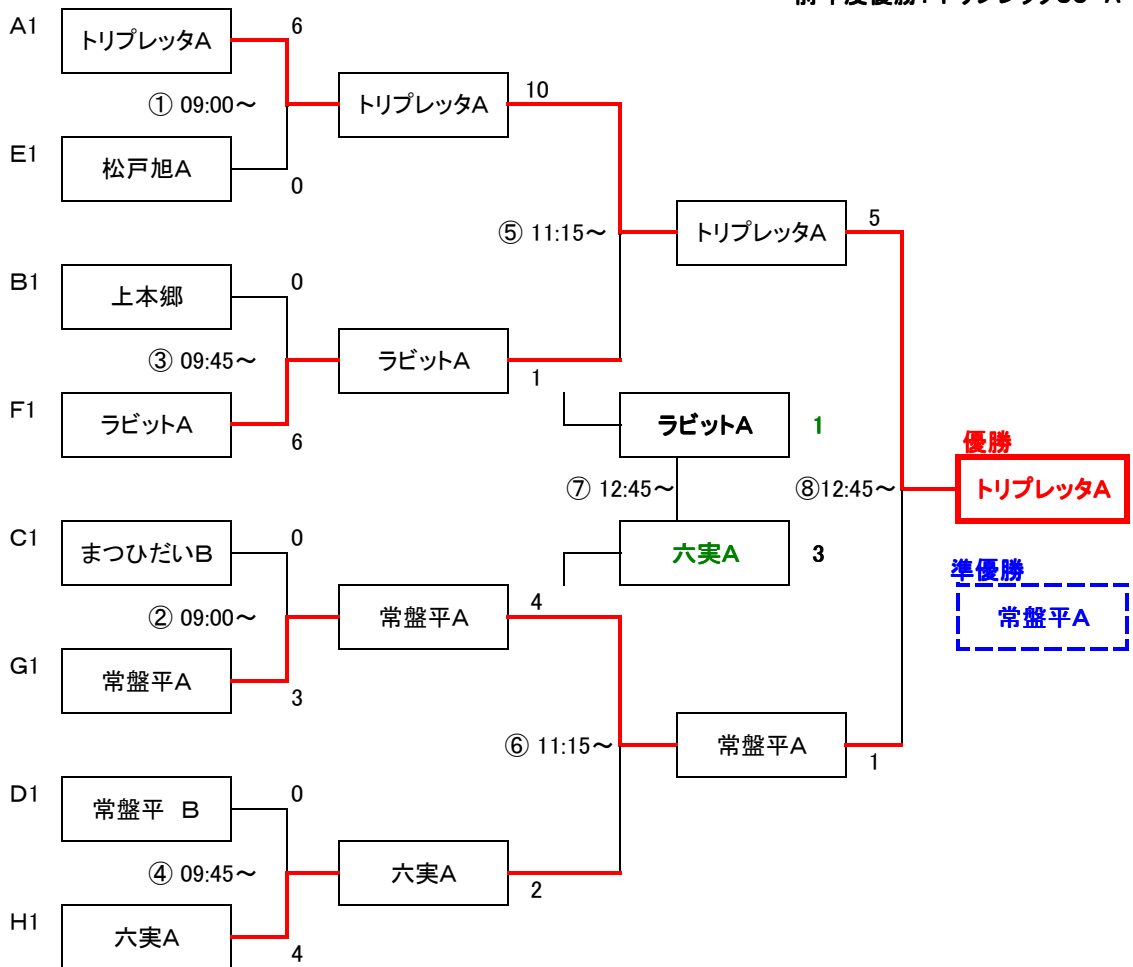 A1
トリプレッタA
6
① 09:00～
トリプレッタA
10
E1
松戸旭A
0
⑤ 11:15～
トリプレッタA
5
B1
上本郷
0
③ 09:45～
ラビットA
1
F1
ラビットA
6
ラビットA
1
優勝
トリプレッタA
⑦ 12:45～
⑧12:45～
C1
まつひだいB
0
六実A
3
準優勝
常盤平A
② 09:00～
常盤平A
4
G1
常盤平A
3
⑥ 11:15～
常盤平A
1
D1
常盤平 B
0
④ 09:45～
六実A
2
H1
六実A
4